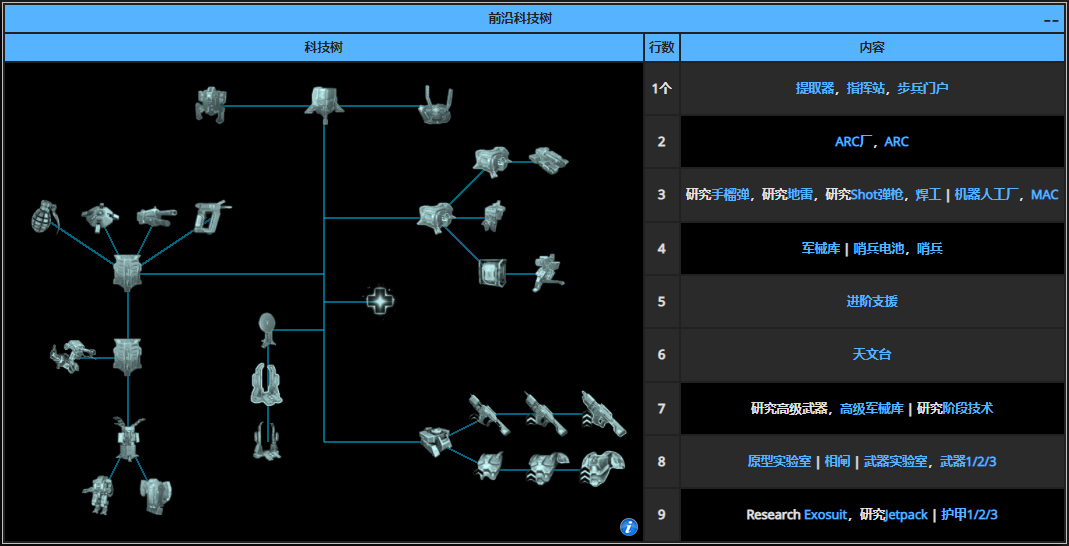 前沿科技树
--
科技树 行数 内容
1个 提取器，指挥站，步兵门户
2 ARC厂，ARC
3 研究手榴弹，研究地雷，研究Shot弹枪，焊工 | 机器人工厂，MAC
4 军械库 | 哨兵电池，哨兵
5 进阶支援
6 天文台
7 研究高级武器，高级军械库 | 研究阶段技术
8 原型实验室 | 相闸 | 武器实验室，武器1/2/3
9 Research Exosuit，研究Jetpack | 护甲1/2/3